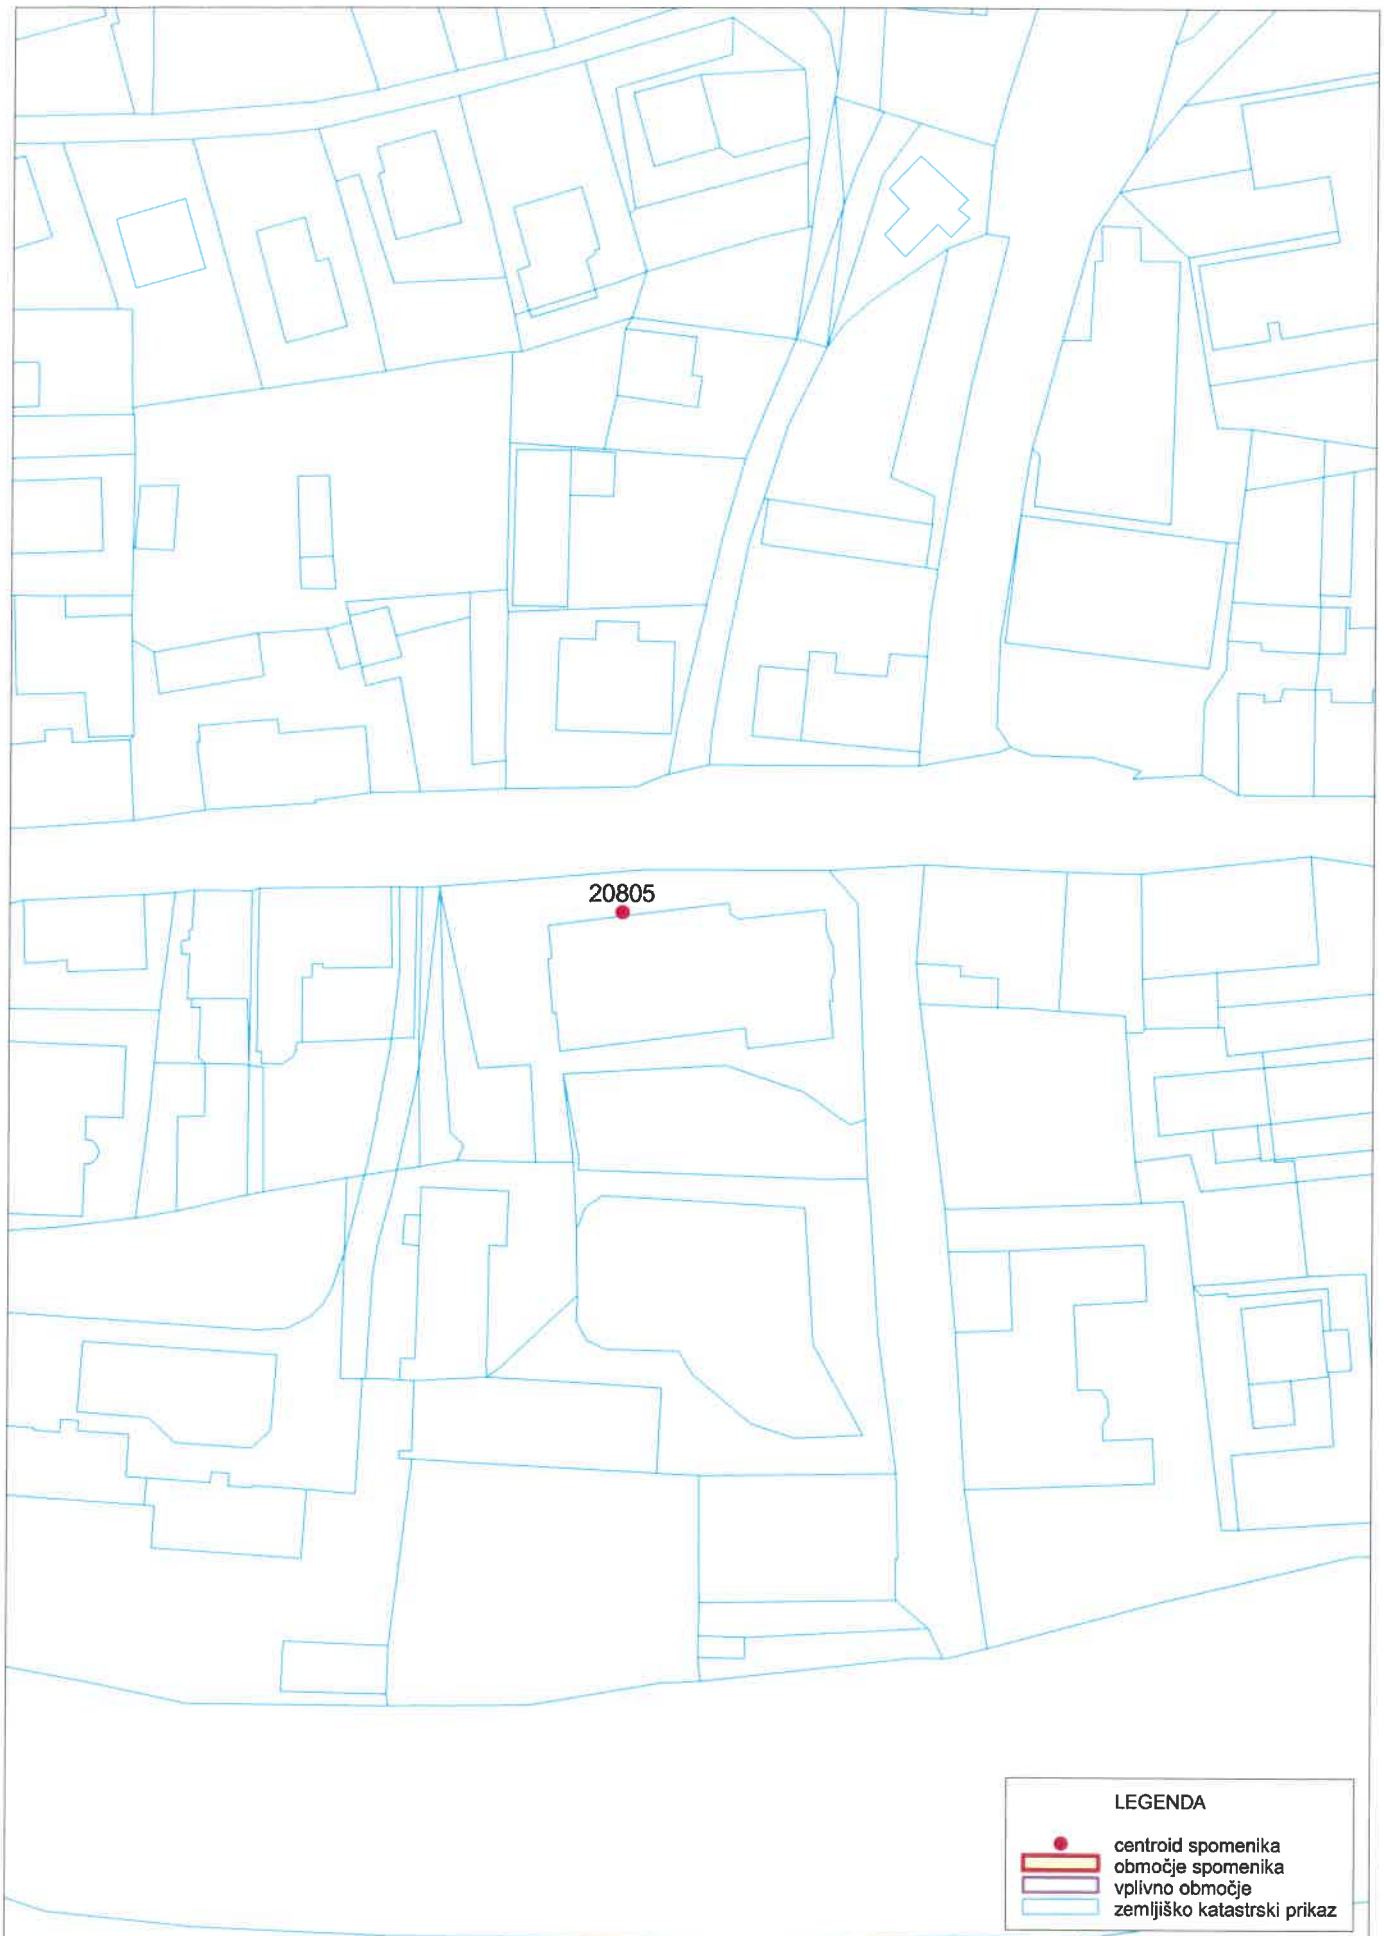 20805
LEGENDA
centroid spomenika
območje spomenika
vplivno območje
zemljiško katastrski prikaz